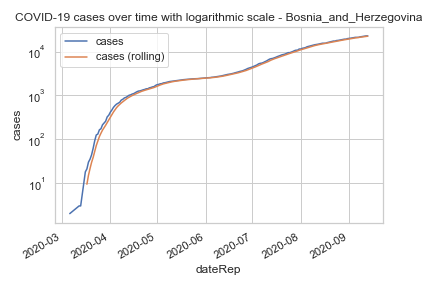 COVID-19 cases over time with logarithmic scale - Bosnia_and_Herzegovina
cases
cases (rolling)
10⁴
10³
10²
10¹
cases
2020-03
2020-04
2020-05
2020-06
2020-07
2020-08
2020-09
dateRep